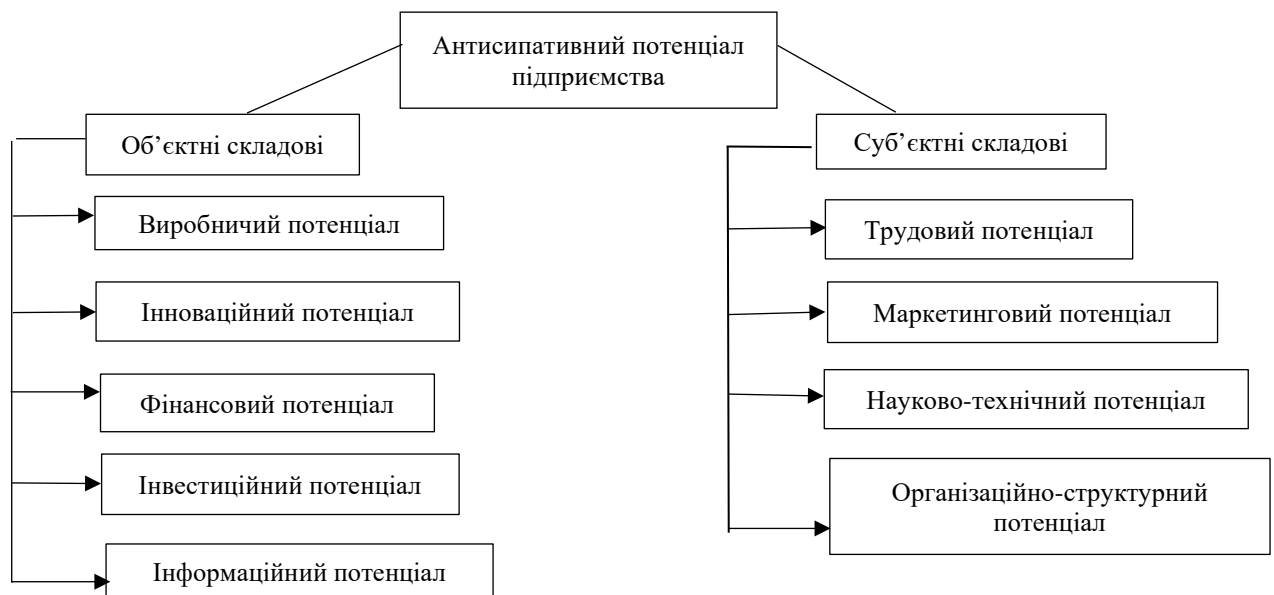 Антисипативний потенціал
підприємства
Об’єктні складові
Виробничий потенціал
Інноваційний потенціал
Фінансовий потенціал
Інвестиційний потенціал
Інформаційний потенціал
Суб’єктні складові
Трудовий потенціал
Маркетинговий потенціал
Науково-технічний потенціал
Організаційно-структурний
потенціал